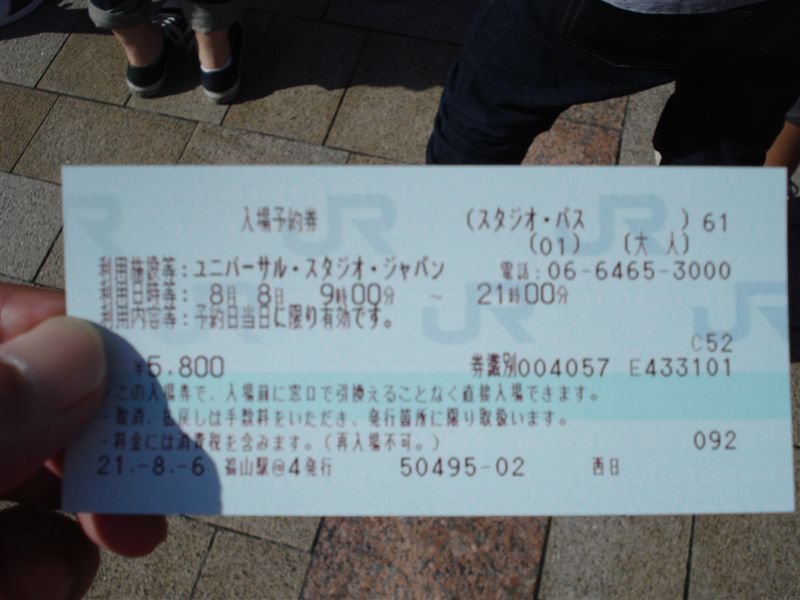 入場予約券 (スタジオ・パス ) 61
(01) (大人)
利用施設等：ユニバーサル・スタジオ・ジャパン 電話：06-6465-3000
利用日時等： 8月 8日 9時00分 ～ 21時00分
利用内容等：予約日当日に限り有効です。
C52
¥5,800 券識別004057 E433101
・この入場券で、入場前に窓口で引換えることなく直接入場できます。
・取消、払戻しは手数料をいただき、発行箇所に限り取扱います。
・料金には消費税を含みます。（再入場不可。） 092
21.-8.-6 福山駅@4発行 50495-02 西日
JR
JR
JR
JR
JR